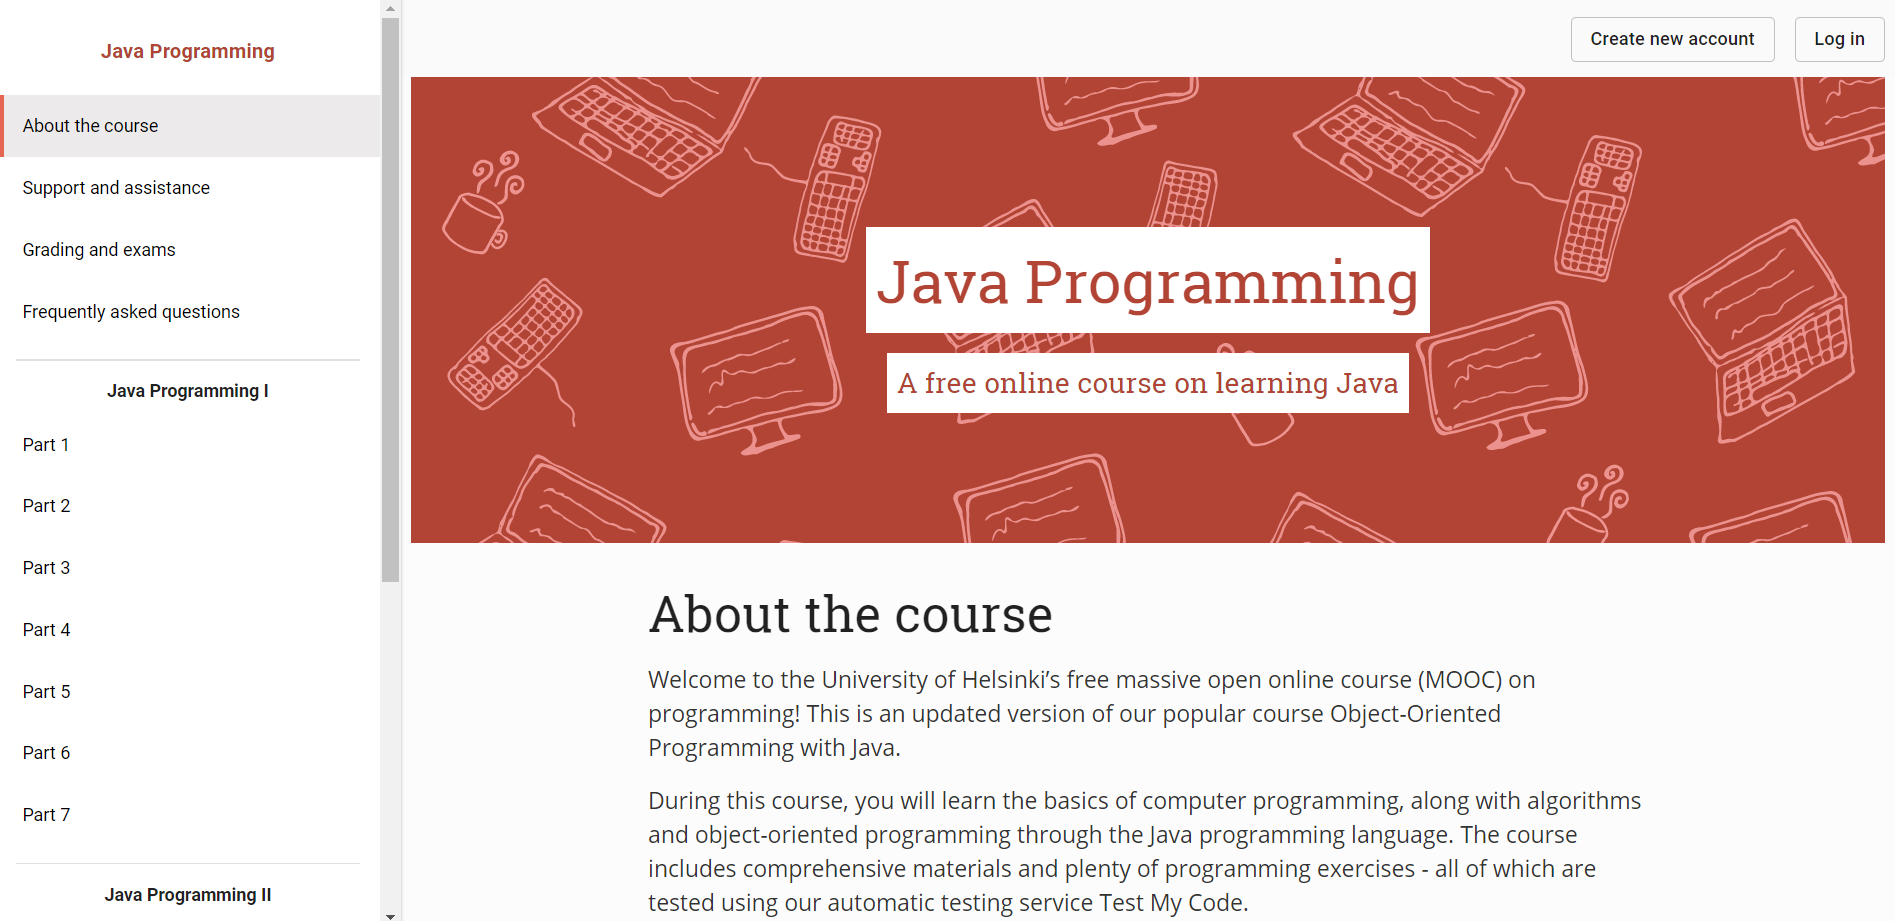 Java Programming
About the course
Support and assistance
Grading and exams
Frequently asked questions
Java Programming I
Part 1
Part 2
Part 3
Part 4
Part 5
Part 6
Part 7
Java Programming II
Create new account
Log in
Java Programming
A free online course on learning Java
About the course
Welcome to the University of Helsinki’s free massive open online course (MOOC) on
programming! This is an updated version of our popular course Object-Oriented
Programming with Java.
During this course, you will learn the basics of computer programming, along with algorithms
and object-oriented programming through the Java programming language. The course
includes comprehensive materials and plenty of programming exercises - all of which are
tested using our automatic testing service Test My Code.